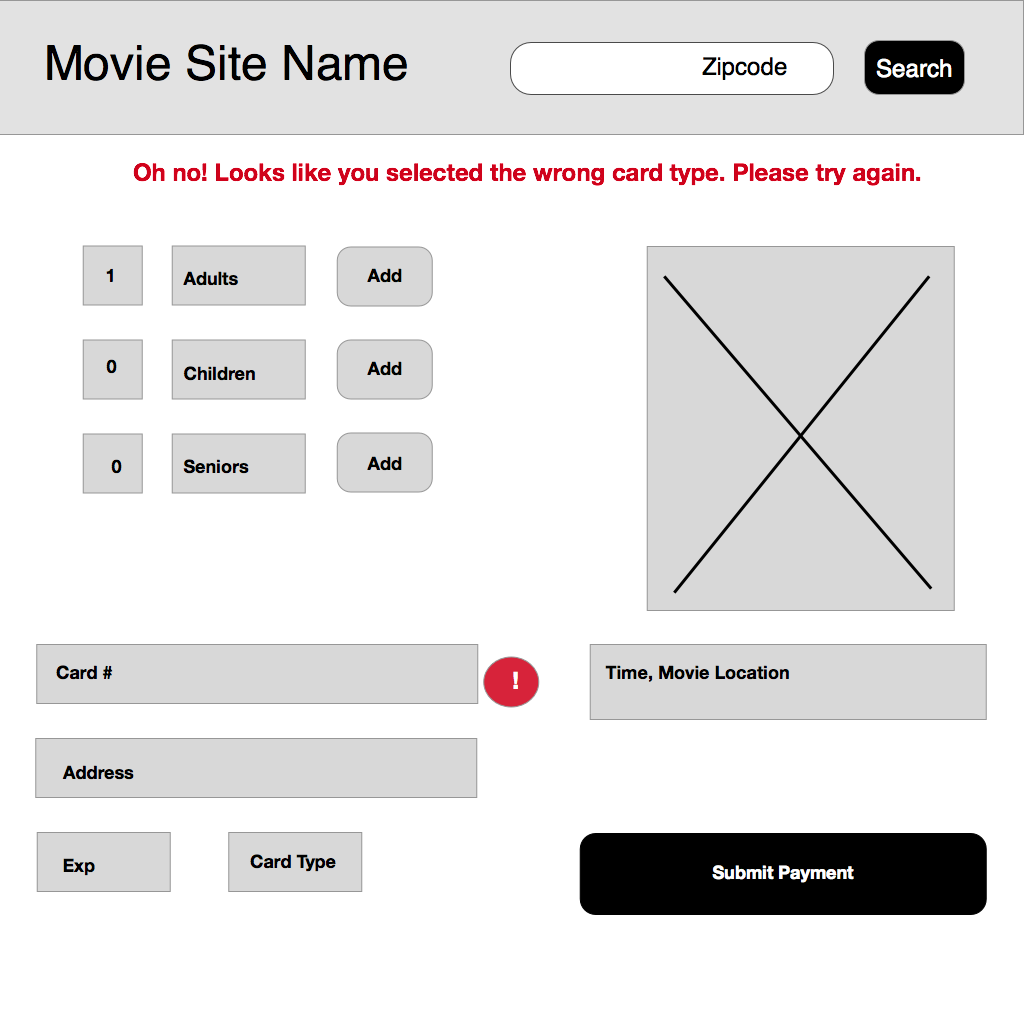 Movie Site Name
Zipcode
Search
Oh no! Looks like you selected the wrong card type. Please try again.
1 Adults Add
0 Children Add
0 Seniors Add
Card # ! Time, Movie Location
Address
Exp Card Type Submit Payment